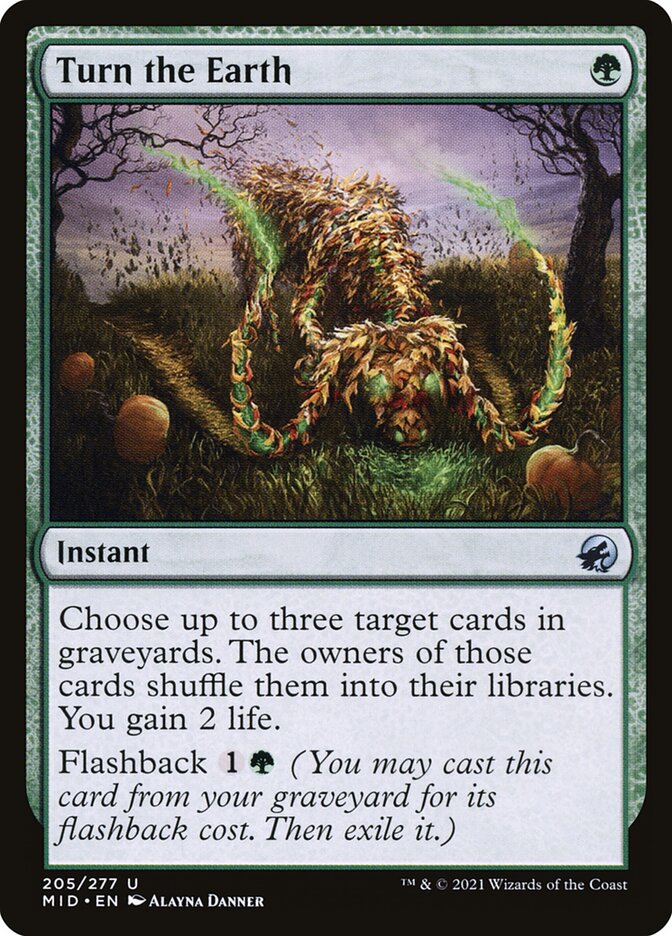 Turn the Earth
Instant
Choose up to three target cards in
graveyards. The owners of those
cards shuffle them into their libraries.
You gain 2 life.
Flashback 1 (You may cast this
card from your graveyard for its
flashback cost. Then exile it.)
205/277 U
MID • EN Alayna Danner
™ & © 2021 Wizards of the Coast